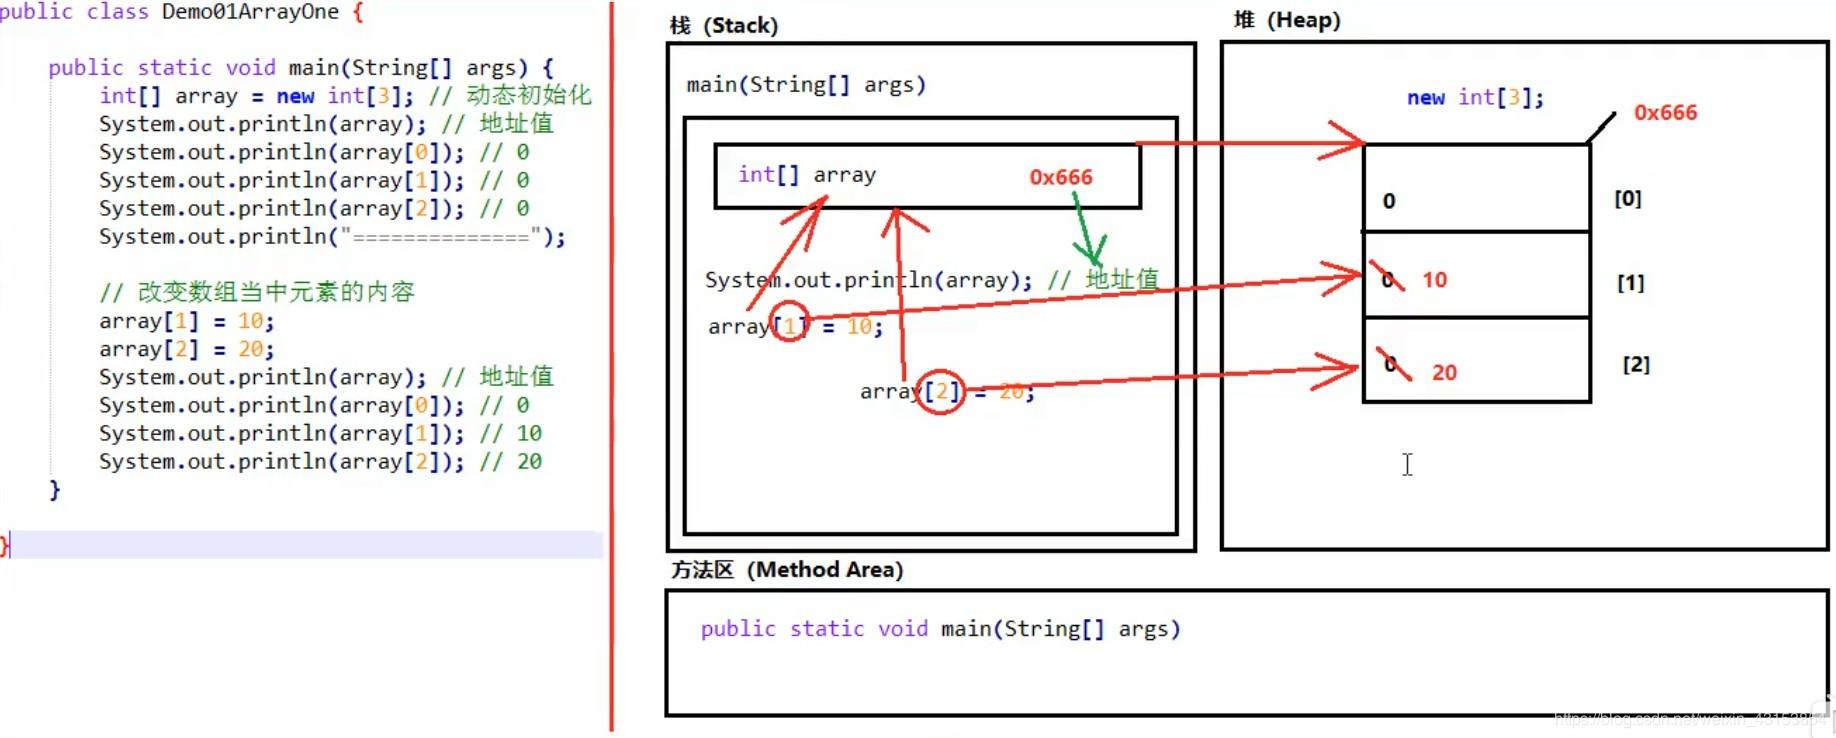 public class Demo01ArrayOne {
public static void main(String[] args) {
int[] array = new int[3]; // 动态初始化
System.out.println(array); // 地址值
System.out.println(array[0]); // 0
System.out.println(array[1]); // 0
System.out.println(array[2]); // 0
System.out.println("==============");
// 改变数组当中元素的内容
array[1] = 10;
array[2] = 20;
System.out.println(array); // 地址值
System.out.println(array[0]); // 0
System.out.println(array[1]); // 10
System.out.println(array[2]); // 20
}
}
栈（Stack）
main(String[] args)
int[] array 0x666
System.out.println(array); // 地址值
array[1] = 10;
array[2] = 20;
堆（Heap）
new int[3];
0x666
0 [0]
0 10 [1]
0 20 [2]
方法区（Method Area）
public static void main(String[] args)